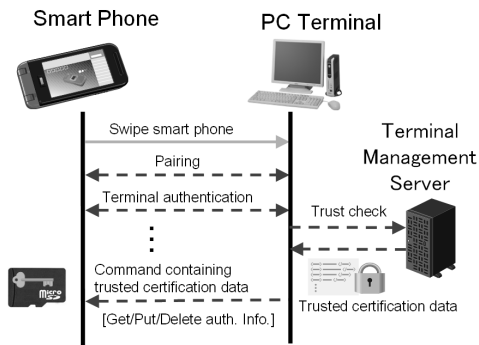 Smart Phone
PC Terminal
Swipe smart phone
Terminal
Management
Server
Pairing
Terminal authentication
Trust check
Command containing
trusted certification data
Trusted certification data
[Get/Put/Delete auth. Info.]
Micro
SD